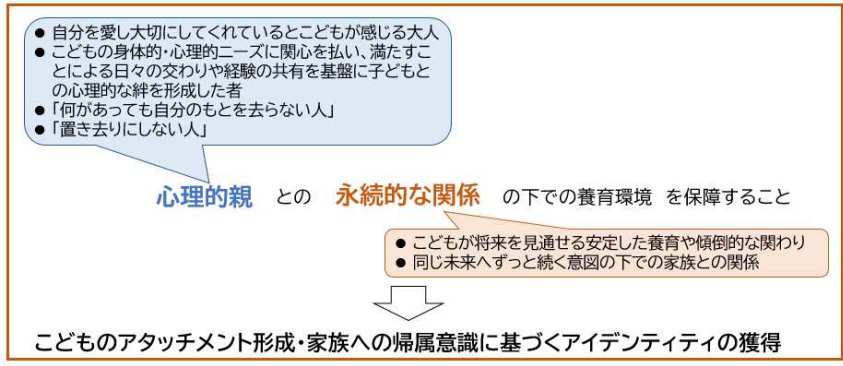 ● 自分を愛し大切にしてくれているとこどもが感じる大人
● こどもの身体的・心理的ニーズに関心を払い、満たすこ
とによる日々の交わりや経験の共有を基盤に子どもと
の心理的な絆を形成した者
● 「何があっても自分のもとを去らない人」
● 「置き去りにしない人」
心理的親 との 永続的な関係 の下での養育環境 を保障すること
● こどもが将来を見通せる安定した養育や傾倒的な関わり
● 同じ未来へずっと続く意図の下での家族との関係
こどものアタッチメント形成・家族への帰属意識に基づくアイデンティティの獲得